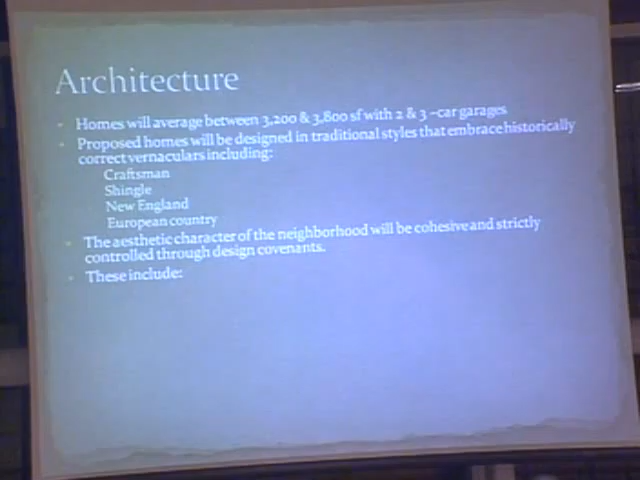 Architecture
Homes will average between 3,200 & 3,800 sf with 2 & 3 –car garages
Proposed homes will be designed in traditional styles that embrace historically
correct vernaculars including:
Craftsman
Shingle
New England
European country
The aesthetic character of the neighborhood will be cohesive and strictly
controlled through design covenants.
These include: